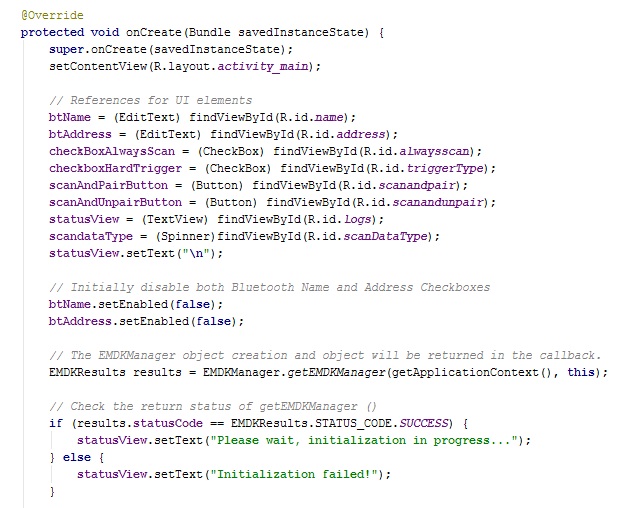 @Override
protected void onCreate(Bundle savedInstanceState) {
super.onCreate(savedInstanceState);
setContentView(R.layout.activity_main);
// References for UI elements
btName = (EditText) findViewById(R.id.name);
btAddress = (EditText) findViewById(R.id.address);
checkBoxAlwaysScan = (CheckBox) findViewById(R.id.alwaysscan);
checkboxHardTrigger = (CheckBox) findViewById(R.id.triggerType);
scanAndPairButton = (Button) findViewById(R.id.scanandpair);
scanAndUnpairButton = (Button) findViewById(R.id.scanandunpair);
statusView = (TextView) findViewById(R.id.logs);
scandataType = (Spinner)findViewById(R.id.scanDataType);
statusView.setText("\n");
// Initially disable both Bluetooth Name and Address Checkboxes
btName.setEnabled(false);
btAddress.setEnabled(false);
// The EMDKManager object creation and object will be returned in the callback.
EMDKResults results = EMDKManager.getEMDKManager(getApplicationContext(), this);
// Check the return status of getEMDKManager ()
if (results.statusCode == EMDKResults.STATUS_CODE.SUCCESS) {
statusView.setText("Please wait, initialization in progress...");
} else {
statusView.setText("Initialization failed!");
}